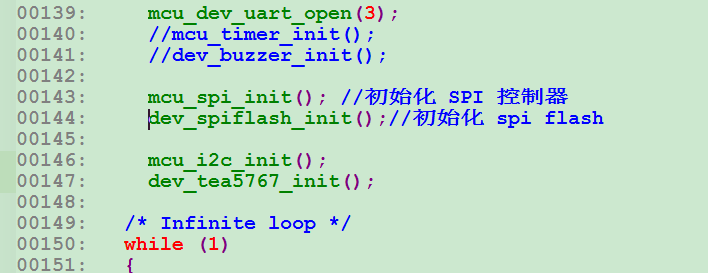 00139: mcu_dev_uart_open(3);
00140: //mcu_timer_init();
00141: //dev_buzzer_init();
00142:
00143: mcu_spi_init(); //初始化 SPI 控制器
00144: dev_spiflash_init();//初始化 spi flash
00145:
00146: mcu_i2c_init();
00147: dev_tea5767_init();
00148:
00149: /* Infinite loop */
00150: while (1)
00151: {